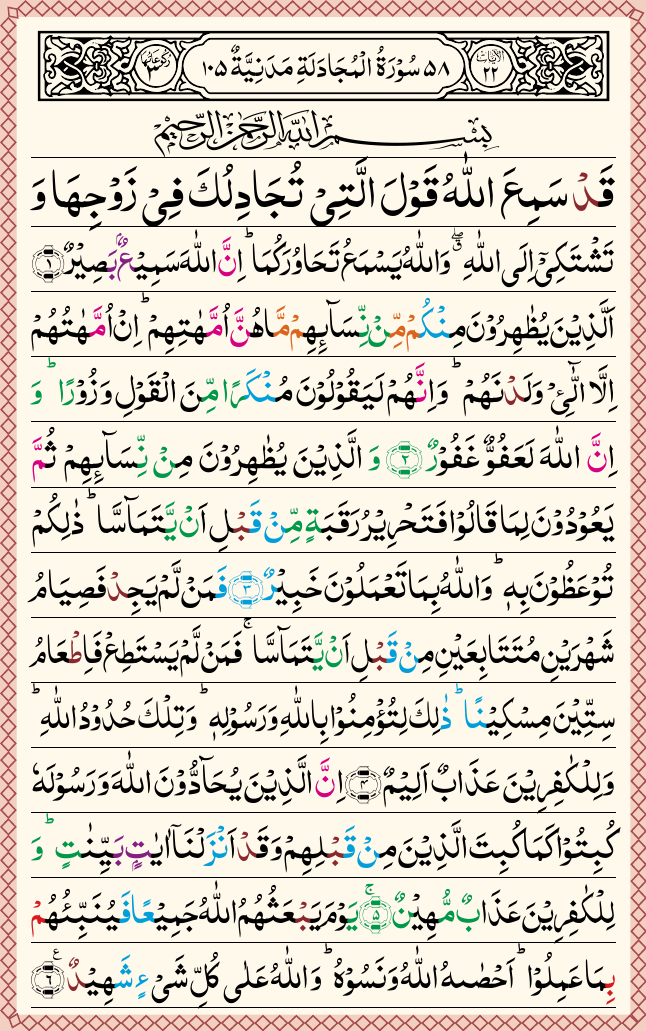 رُكُوْعَاتُهَا ٣ ٥٨ سُوْرَةُ الْمُجَادَلَةِ مَدَنِيَّةٌ ١٠٥ اٰيَاتُهَا ٢٢
بِسْمِ اللّٰهِ الرَّحْمٰنِ الرَّحِيْمِ
قَدْ سَمِعَ اللّٰهُ قَوْلَ الَّتِيْ تُجَادِلُكَ فِيْ زَوْجِهَا وَ
تَشْتَكِيْۤ اِلَى اللّٰهِ ۖق وَاللّٰهُ يَسْمَعُ تَحَاوُرَكُمَا ؕ اِنَّ اللّٰهَ سَمِيْعٌۢ بَصِيْرٌ ﴿١﴾
اَلَّذِيْنَ يُظٰهِرُوْنَ مِنْكُمْ مِّنْ نِّسَآىِٕهِمْ مَّا هُنَّ اُمَّهٰتِهِمْ ؕ اِنْ اُمَّهٰتُهُمْ
اِلَّا الّٰٓـِٔيْ وَلَدْنَهُمْ ؕ وَاِنَّهُمْ لَيَقُوْلُوْنَ مُنْكَرًا مِّنَ الْقَوْلِ وَزُوْرًا ؕ وَ
اِنَّ اللّٰهَ لَعَفُوٌّ غَفُوْرٌ ﴿٢﴾ وَ الَّذِيْنَ يُظٰهِرُوْنَ مِنْ نِّسَآىِٕهِمْ ثُمَّ
يَعُوْدُوْنَ لِمَا قَالُوْا فَتَحْرِيْرُ رَقَبَةٍ مِّنْ قَبْلِ اَنْ يَّتَمَآسَّا ؕ ذٰلِكُمْ
تُوْعَظُوْنَ بِهٖ ؕ وَاللّٰهُ بِمَا تَعْمَلُوْنَ خَبِيْرٌ ﴿٣﴾ فَمَنْ لَّمْ يَجِدْ فَصِيَامُ
شَهْرَيْنِ مُتَتَابِعَيْنِ مِنْ قَبْلِ اَنْ يَّتَمَآسَّا ۚ فَمَنْ لَّمْ يَسْتَطِعْ فَاِطْعَامُ
سِتِّيْنَ مِسْكِيْنًا ؕ ذٰلِكَ لِتُؤْمِنُوْا بِاللّٰهِ وَرَسُوْلِهٖ ؕ وَتِلْكَ حُدُوْدُ اللّٰهِ ؕ
وَلِلْكٰفِرِيْنَ عَذَابٌ اَلِيْمٌ ﴿٤﴾ اِنَّ الَّذِيْنَ يُحَآدُّوْنَ اللّٰهَ وَرَسُوْلَهٗ
كُبِتُوْا كَمَا كُبِتَ الَّذِيْنَ مِنْ قَبْلِهِمْ وَقَدْ اَنْزَلْنَاۤ اٰيٰتٍۢ بَيِّنٰتٍ ؕ وَ
لِلْكٰفِرِيْنَ عَذَابٌ مُّهِيْنٌ ۚ ﴿٥﴾ يَوْمَ يَبْعَثُهُمُ اللّٰهُ جَمِيْعًا فَيُنَبِّئُهُمْ
بِمَا عَمِلُوْا ؕ اَحْصٰىهُ اللّٰهُ وَنَسُوْهُ ؕ وَاللّٰهُ عَلٰى كُلِّ شَيْءٍ شَهِيْدٌ ﴿٦﴾ ع